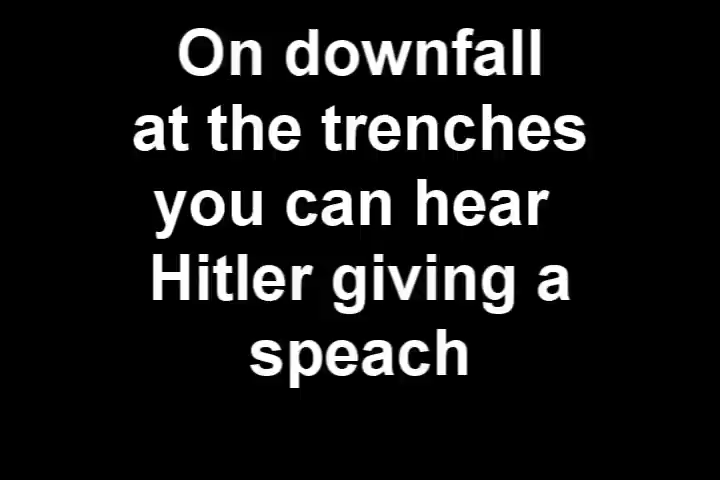 On downfall
at the trenches
you can hear
Hitler giving a
speach